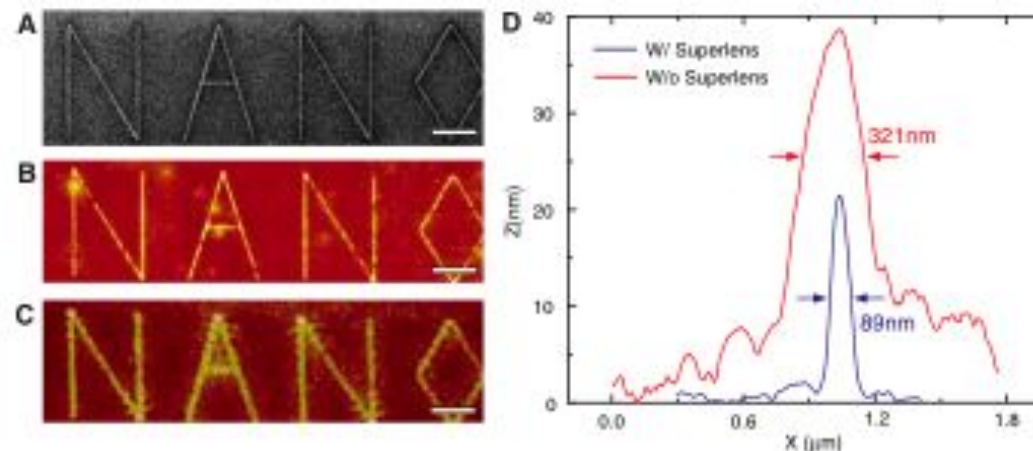 A
NANO
B
NANO
C
NANO
D
W/ Superlens
W/o Superlens
321nm
89nm
Z(nm)
40
30
20
10
0
0.0 0.6 1.2 1.8
X (μm)